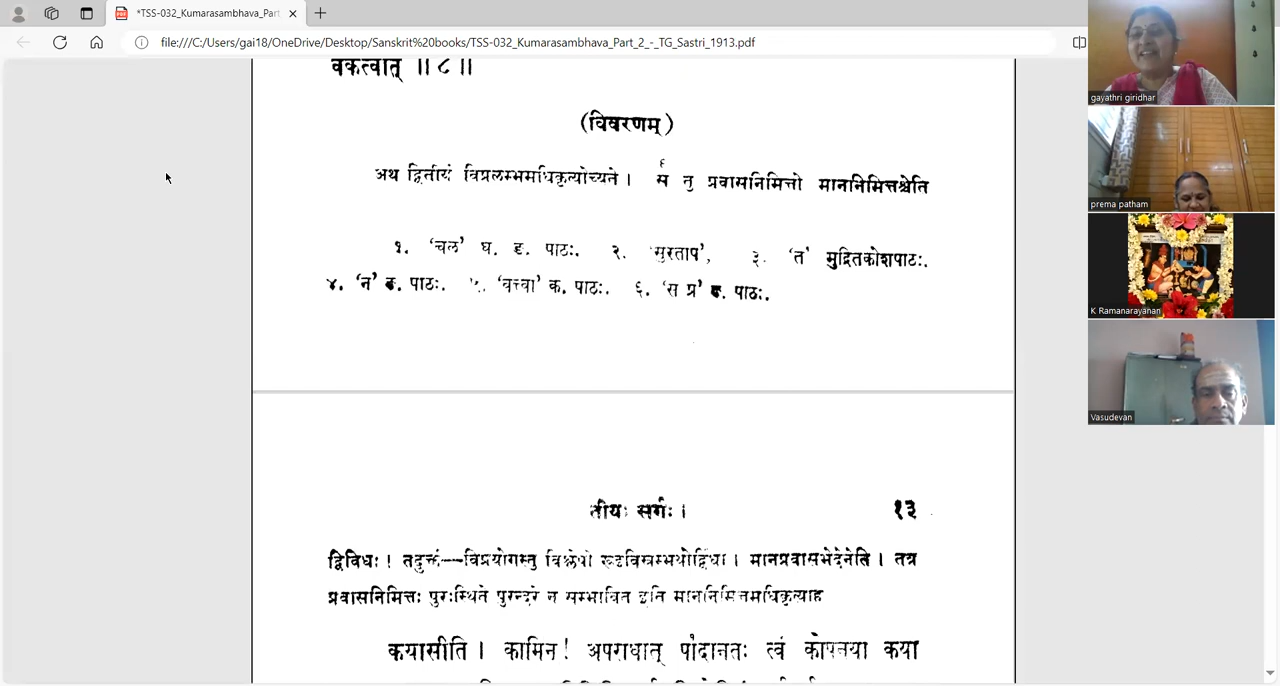 *TSS-032_Kumarasambhava_Part
file:///C:/Users/gai18/OneDrive/Desktop/Sanskrit%20books/TSS-032_Kumarasambhava_Part_2_-_TG_Sastri_1913.pdf
वकत्वात् ॥ ८ ॥
(विवरणम्)
अथ द्वितीयं विप्रलम्भमधिकृत्योच्यते । स तु प्रवासनिमित्तो माननिमित्तश्चेति
१. 'चल' घ. ङ. पाठः. २. 'सुरताप', ३. 'त' मुद्रितकोशपाठः.
४. 'न' ङ. पाठः. 'वत्त्वा' क. पाठः. ६. 'स प्र' ङ. पाठः.
तीयः सर्गः । १३
द्विविधः । तदुक्तं—विप्रयोगस्तु विश्लेषो रूढविस्रम्भयोर्द्विधा । मानप्रवासभेदेनेति । तत्र
प्रवासनिमित्तः पुरःस्थिते पुरन्दरे न सम्भावित इति माननिमित्तमधिकृत्याह
कयासीति । कामिन् ! अपराधात् पादानतः त्वं कोपनया कया
gayathri giridhar
prema patham
K Ramanarayanan
Vasudevan